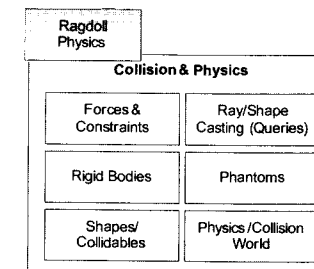 Ragdoll
Physics
Collision & Physics
Forces &
Constraints
Ray/Shape
Casting (Queries)
Rigid Bodies
Phantoms
Shapes/
Collidables
Physics/Collision
World